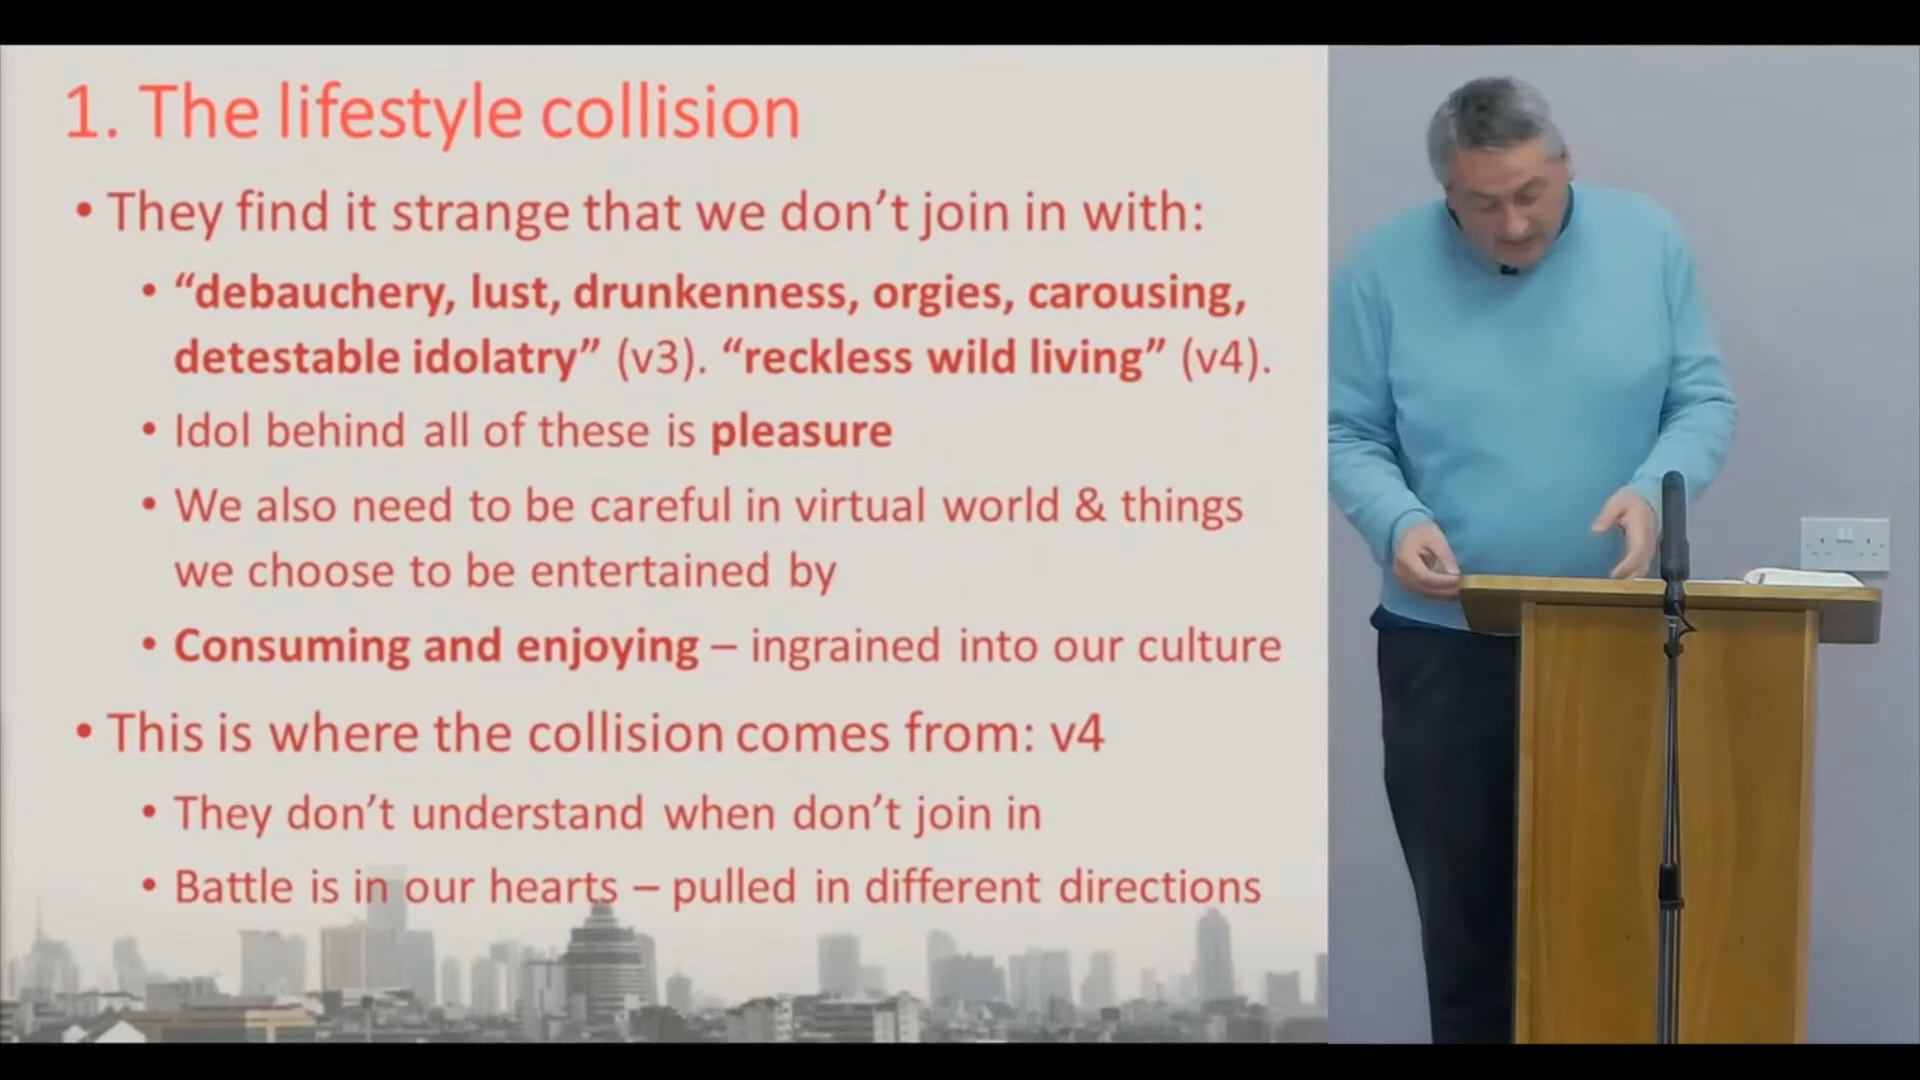 1. The lifestyle collision
• They find it strange that we don’t join in with:
• “debauchery, lust, drunkenness, orgies, carousing,
detestable idolatry” (v3). “reckless wild living” (v4).
• Idol behind all of these is pleasure
• We also need to be careful in virtual world & things
we choose to be entertained by
• Consuming and enjoying – ingrained into our culture
• This is where the collision comes from: v4
• They don’t understand when don’t join in
• Battle is in our hearts – pulled in different directions